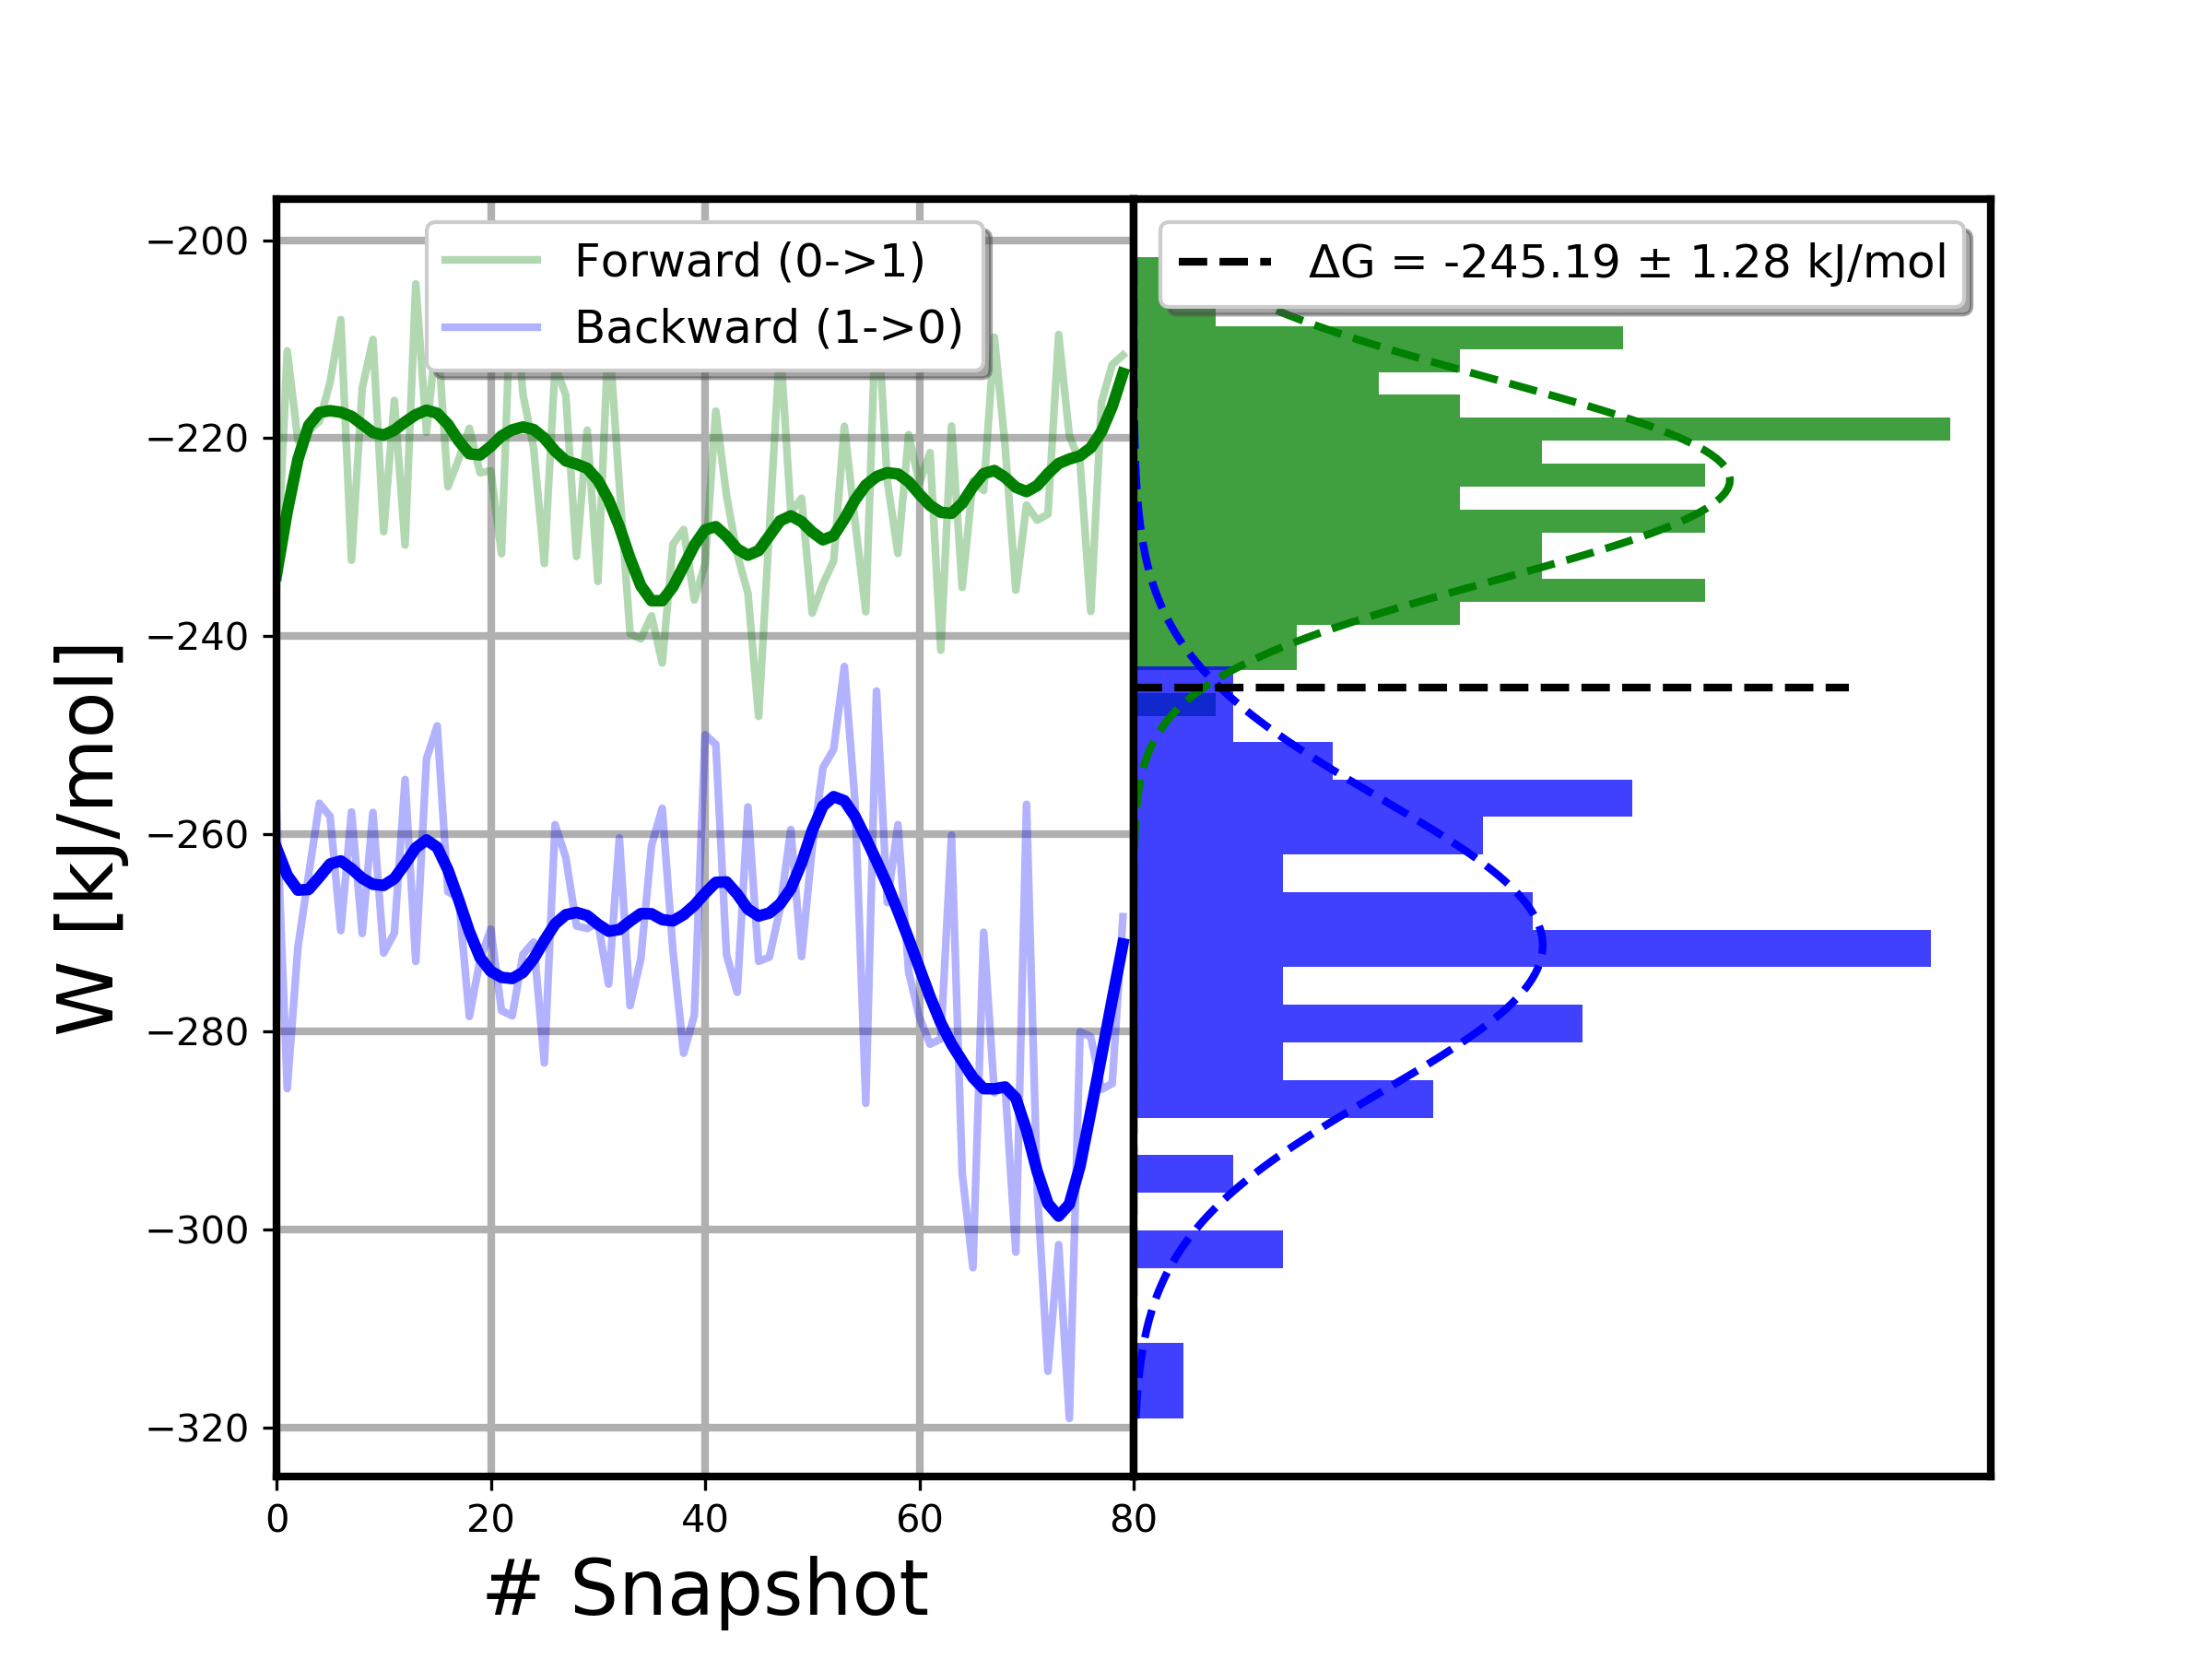 Forward (0->1)
Backward (1->0)
ΔG = -245.19 ± 1.28 kJ/mol
W [kJ/mol]
−200
−220
−240
−260
−280
−300
−320
0 20 40 60 80
# Snapshot